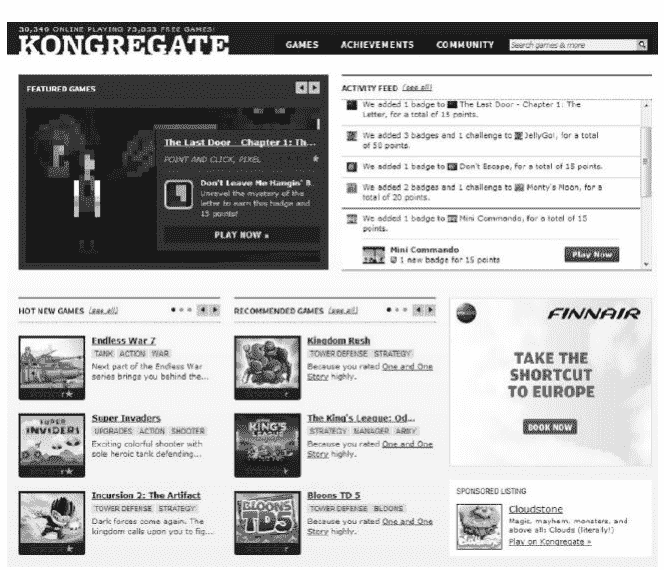 30,340 ONLINE PLAYING 73,033 FREE GAMES!
KONGREGATE
GAMES ACHIEVEMENTS COMMUNITY Search games & more
FEATURED GAMES
The Last Door - Chapter 1: Th...
POINT AND CLICK, PIXEL
Don't Leave Me Hangin' B
Unravel the mystery of the
letter to earn this badge and
15 points!
PLAY NOW »
ACTIVITY FEED (see all)
We added 1 badge to The Last Door - Chapter 1: The
Letter, for a total of 15 points.
We added 3 badges and 1 challenge to JellyGo!, for a total
of 50 points.
We added 1 badge to Don't Escape, for a total of 15 points.
We added 2 badges and 1 challenge to Monty's Moon, for a
total of 20 points.
We added 1 badge to Mini Commando, for a total of 15
points.
Mini Commando
1 new badge for 15 points
Play Now
HOT NEW GAMES (see all)
Endless War 7
TANK ACTION WAR
Next part of the Endless War
series brings you behind the...
SUPER
INVADERS
Super Invaders
UPGRADES ACTION SHOOTER
Exciting colorful shooter with
sole heroic tank defending...
Incursion 2: The Artifact
TOWER DEFENSE STRATEGY
Dark forces come again. The
kingdom calls upon you to fig...
RECOMMENDED GAMES (see all)
Kingdom Rush
TOWER DEFENSE STRATEGY
Because you rated One and One
Story highly.
KING'S
LEAGUE
The King's League: Od...
STRATEGY MANAGER ARMY
Because you rated One and One
Story highly.
BLOONS
TD5
Bloons TD 5
TOWER DEFENSE BLOONS
Because you rated One and One
Story highly.
FINNAIR
TAKE THE
SHORTCUT
TO EUROPE
BOOK NOW
SPONSORED LISTING
Cloudstone
Magic, mayhem, monsters, and
above all: Clouds (literally!)
Play on Kongregate »